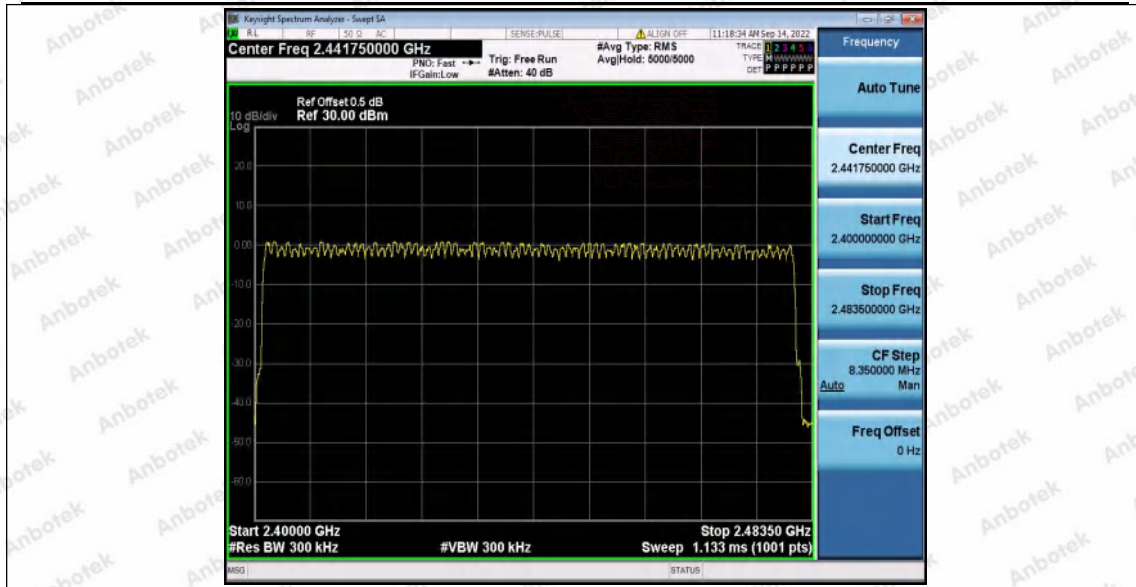 Keysight Spectrum Analyzer - Swept SA
RL RF 50 Ω AC SENSE:PULSE ALIGN OFF 11:18:34 AM Sep 14, 2022
Center Freq 2.441750000 GHz
PNO: Fast
IFGain:Low
Trig: Free Run
#Atten: 40 dB
#Avg Type: RMS
Avg|Hold: 5000/5000
TRACE 1 2 3 4 5 6
TYPE M WWWWW
DET P P P P P P
Ref Offset 0.5 dB
10 dB/div Ref 30.00 dBm
Log
20.0
10.0
0.00
-10.0
-20.0
-30.0
-40.0
-50.0
-60.0
Start 2.40000 GHz Stop 2.48350 GHz
#Res BW 300 kHz #VBW 300 kHz Sweep 1.133 ms (1001 pts)
MSG STATUS
Frequency
Auto Tune
Center Freq
2.441750000 GHz
Start Freq
2.400000000 GHz
Stop Freq
2.483500000 GHz
CF Step
8.350000 MHz
Auto Man
Freq Offset
0 Hz
Anbotek